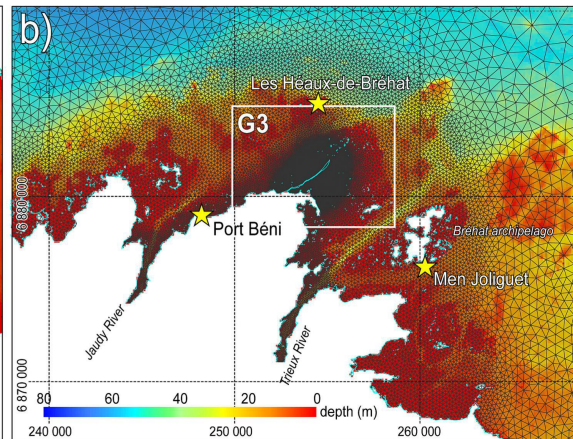 b)
Les Héaux-de-Bréhat
G3
6 880 000
Port Béni
Bréhat archipelago
Men Joliguet
Jaudy River
Trieux River
6 870 000
80 60 40 20 0 depth (m)
240 000 250 000 260 000